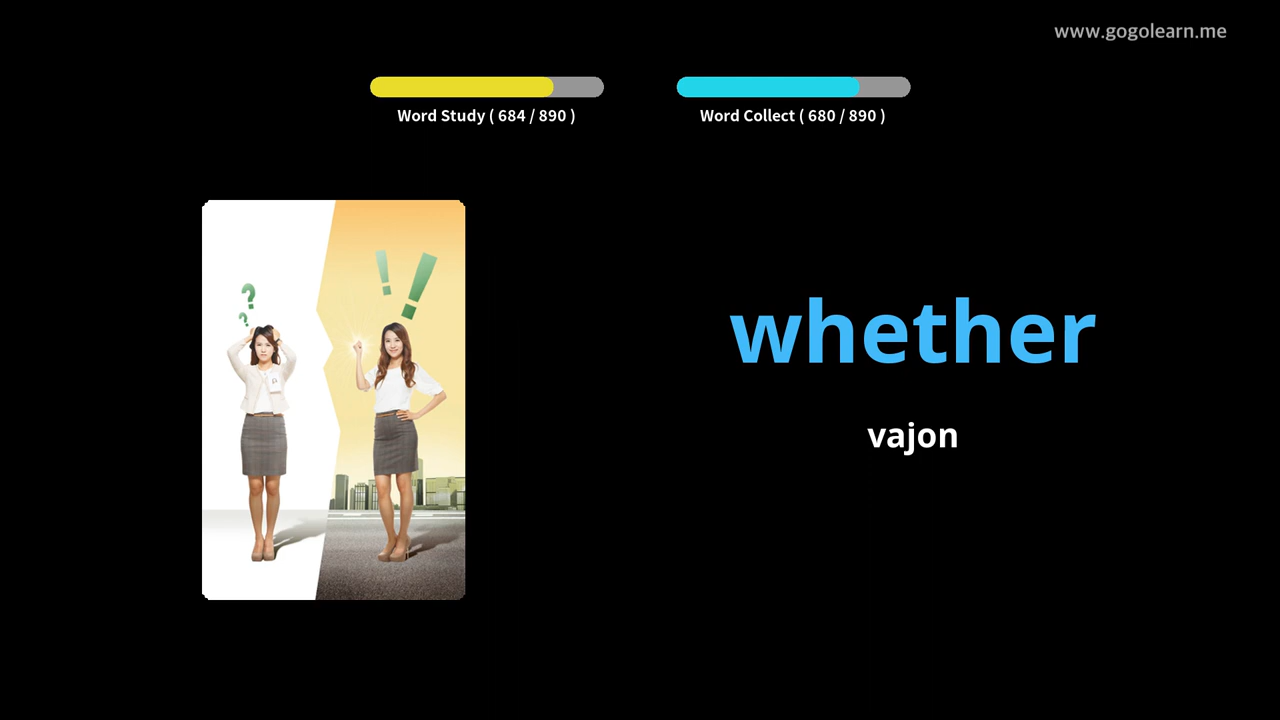 www.gogolearn.me
Word Study ( 684 / 890 )
Word Collect ( 680 / 890 )
? ?
! !
whether
vajon